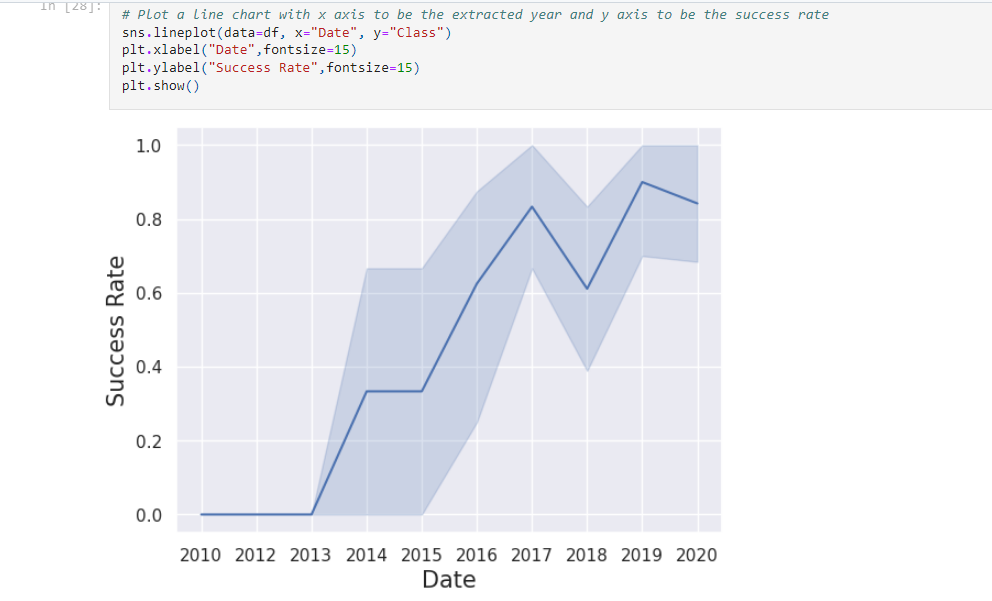 In [28]:
# Plot a line chart with x axis to be the extracted year and y axis to be the success rate
sns.lineplot(data=df, x="Date", y="Class")
plt.xlabel("Date",fontsize=15)
plt.ylabel("Success Rate",fontsize=15)
plt.show()
1.0
0.8
0.6
0.4
0.2
0.0
Success Rate
2010 2012 2013 2014 2015 2016 2017 2018 2019 2020
Date